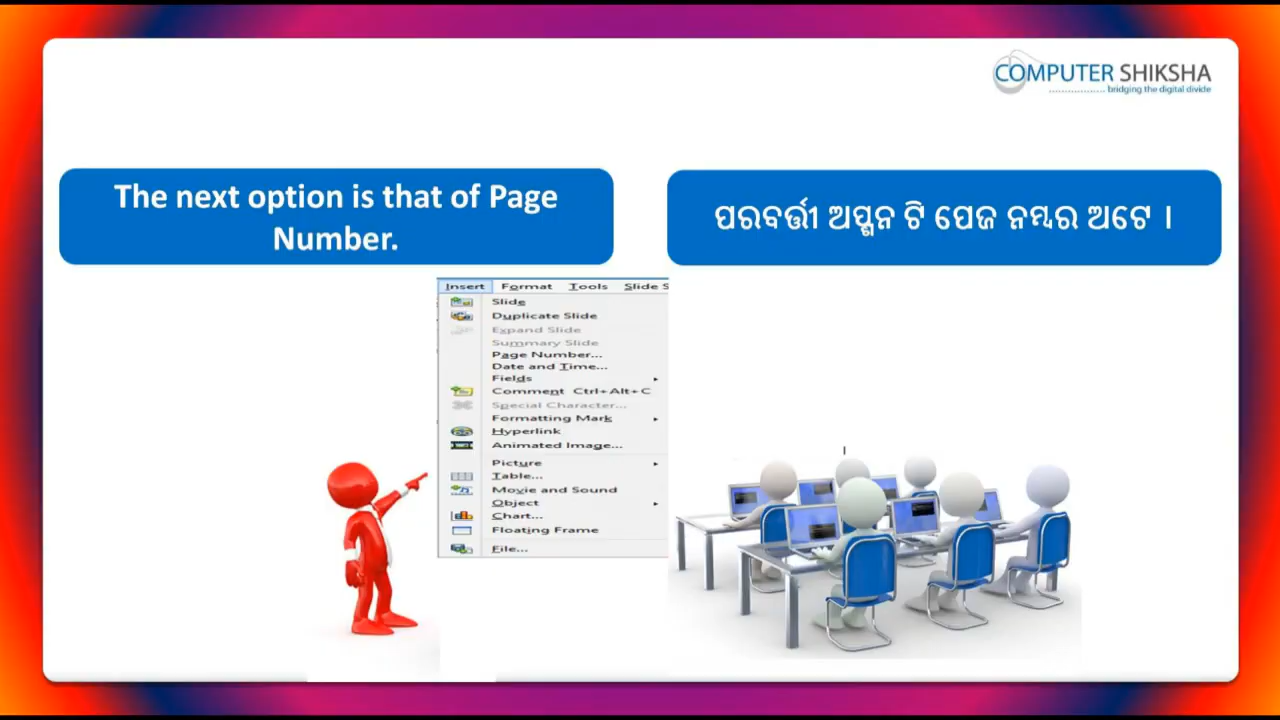 COMPUTER SHIKSHA
bridging the digital divide
The next option is that of Page
Number.
ପରବର୍ତ୍ତୀ ଅପ୍ସନ ଟି ପେଜ ନମ୍ବର ଅଟେ ।
Insert Format Tools Slide S
Slide
Duplicate Slide
Expand Slide
Summary Slide
Page Number...
Date and Time...
Fields
Comment Ctrl+Alt+C
Special Character...
Formatting Mark
Hyperlink
Animated Image...
Picture
Table...
Movie and Sound
Object
Chart...
Floating Frame
File...